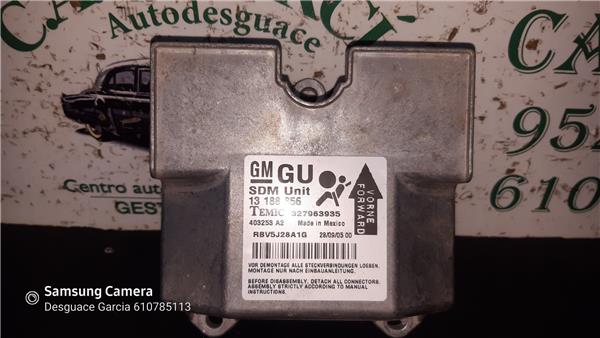 Autodesguace
CA
952
610
Centro
GES
GM GU
SDM Unit
13 188 856
TEMIC 327963935
403253 A2 Made in Mexico
RBV5J28A1G 28/09/05 00
VORNE
FORWARD
VOR DEMONTAGE ALLE STECKVERBINDUNGEN LOESEN.
MONTAGE NUR NACH EINBAUANLEITUNG.
BEFORE DISASSEMBLY, DETACH ALL CONNECTORS.
ASSEMBLY STRICTLY ACCORDING TO MANUAL
INSTRUCTIONS.
Samsung Camera
Desguace Garcia 610785113